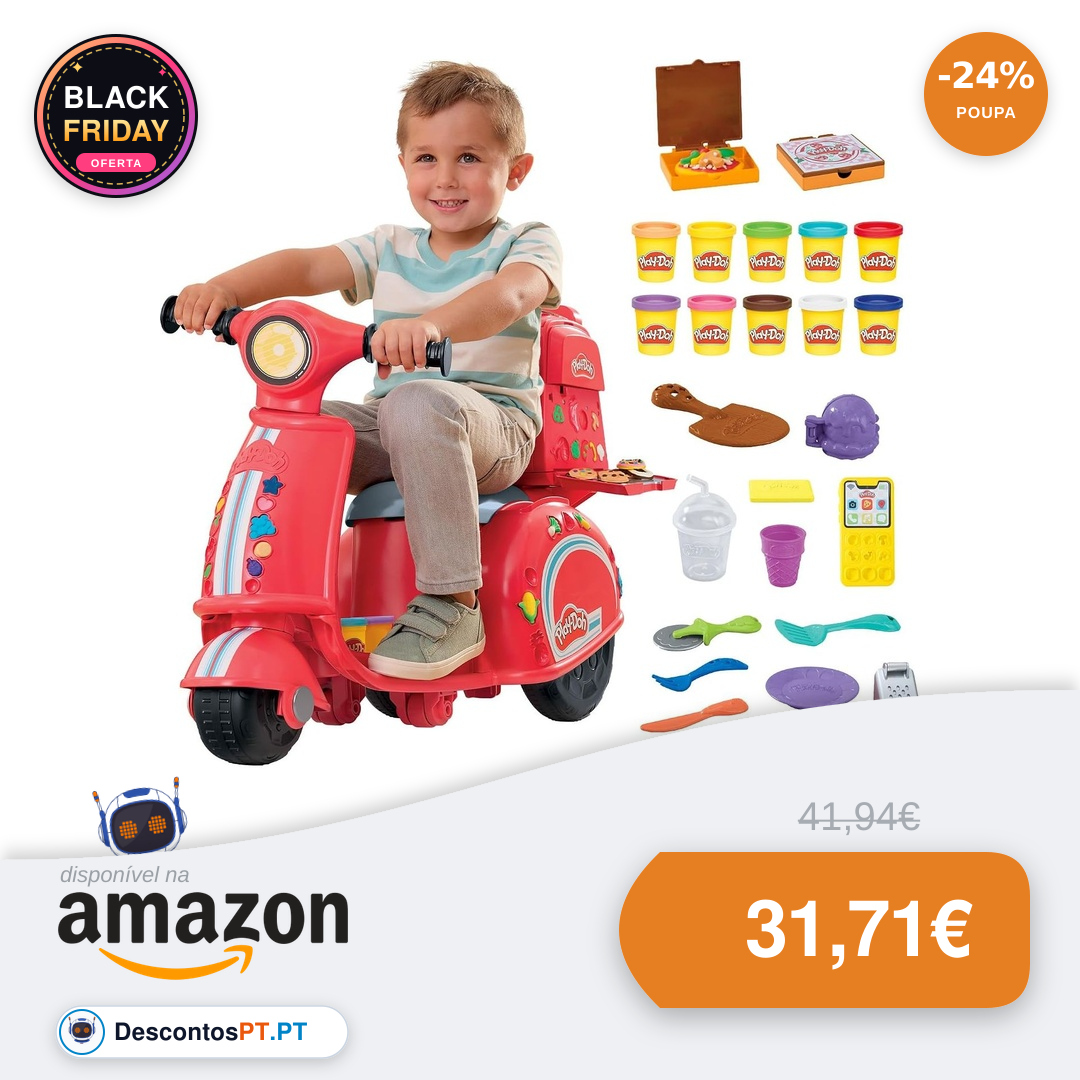 BLACK
FRIDAY
OFERTA
-24%
POUPA
Play-Doh
Play-Doh Play-Doh Play-Doh Play-Doh Play-Doh
Play-Doh Play-Doh Play-Doh Play-Doh Play-Doh
Play-Doh
Play-Doh
41,94€
disponível na
amazon
31,71€
DescontosPT.PT